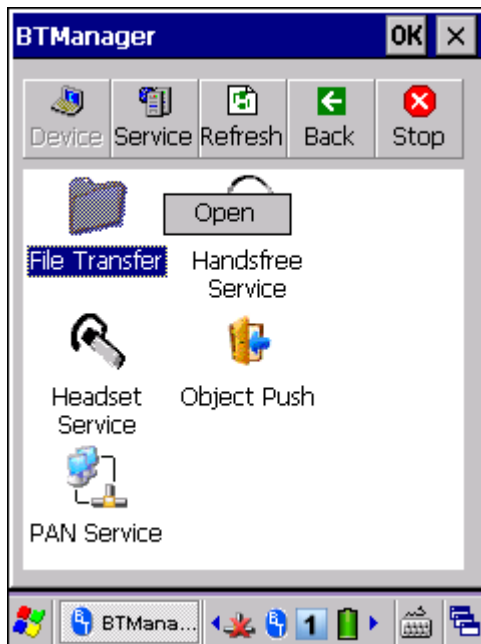 BTManager OK
Device Service Refresh Back Stop
Open
File Transfer
Handsfree
Service
Headset
Service
Object Push
PAN Service
BTMana... 1